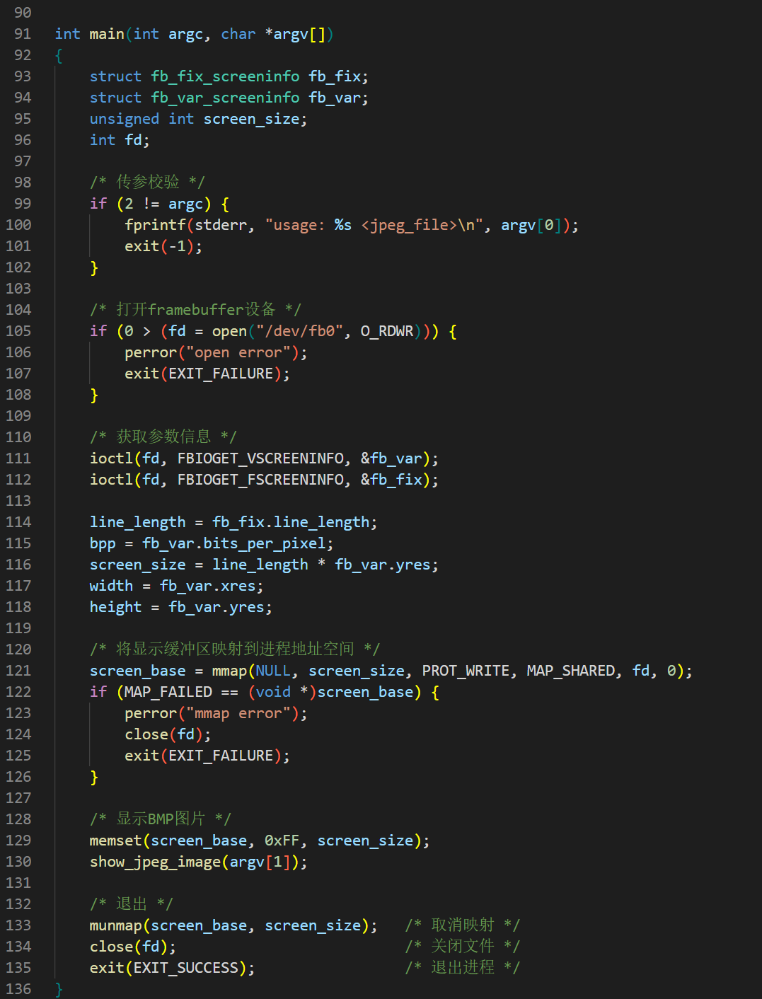 90
91 int main(int argc, char *argv[])
92 {
93 struct fb_fix_screeninfo fb_fix;
94 struct fb_var_screeninfo fb_var;
95 unsigned int screen_size;
96 int fd;
97
98 /* 传参校验 */
99 if (2 != argc) {
100 fprintf(stderr, "usage: %s <jpeg_file>\n", argv[0]);
101 exit(-1);
102 }
103
104 /* 打开framebuffer设备 */
105 if (0 > (fd = open("/dev/fb0", O_RDWR))) {
106 perror("open error");
107 exit(EXIT_FAILURE);
108 }
109
110 /* 获取参数信息 */
111 ioctl(fd, FBIOGET_VSCREENINFO, &fb_var);
112 ioctl(fd, FBIOGET_FSCREENINFO, &fb_fix);
113
114 line_length = fb_fix.line_length;
115 bpp = fb_var.bits_per_pixel;
116 screen_size = line_length * fb_var.yres;
117 width = fb_var.xres;
118 height = fb_var.yres;
119
120 /* 将显示缓冲区映射到进程地址空间 */
121 screen_base = mmap(NULL, screen_size, PROT_WRITE, MAP_SHARED, fd, 0);
122 if (MAP_FAILED == (void *)screen_base) {
123 perror("mmap error");
124 close(fd);
125 exit(EXIT_FAILURE);
126 }
127
128 /* 显示BMP图片 */
129 memset(screen_base, 0xFF, screen_size);
130 show_jpeg_image(argv[1]);
131
132 /* 退出 */
133 munmap(screen_base, screen_size); /* 取消映射 */
134 close(fd); /* 关闭文件 */
135 exit(EXIT_SUCCESS); /* 退出进程 */
136 }